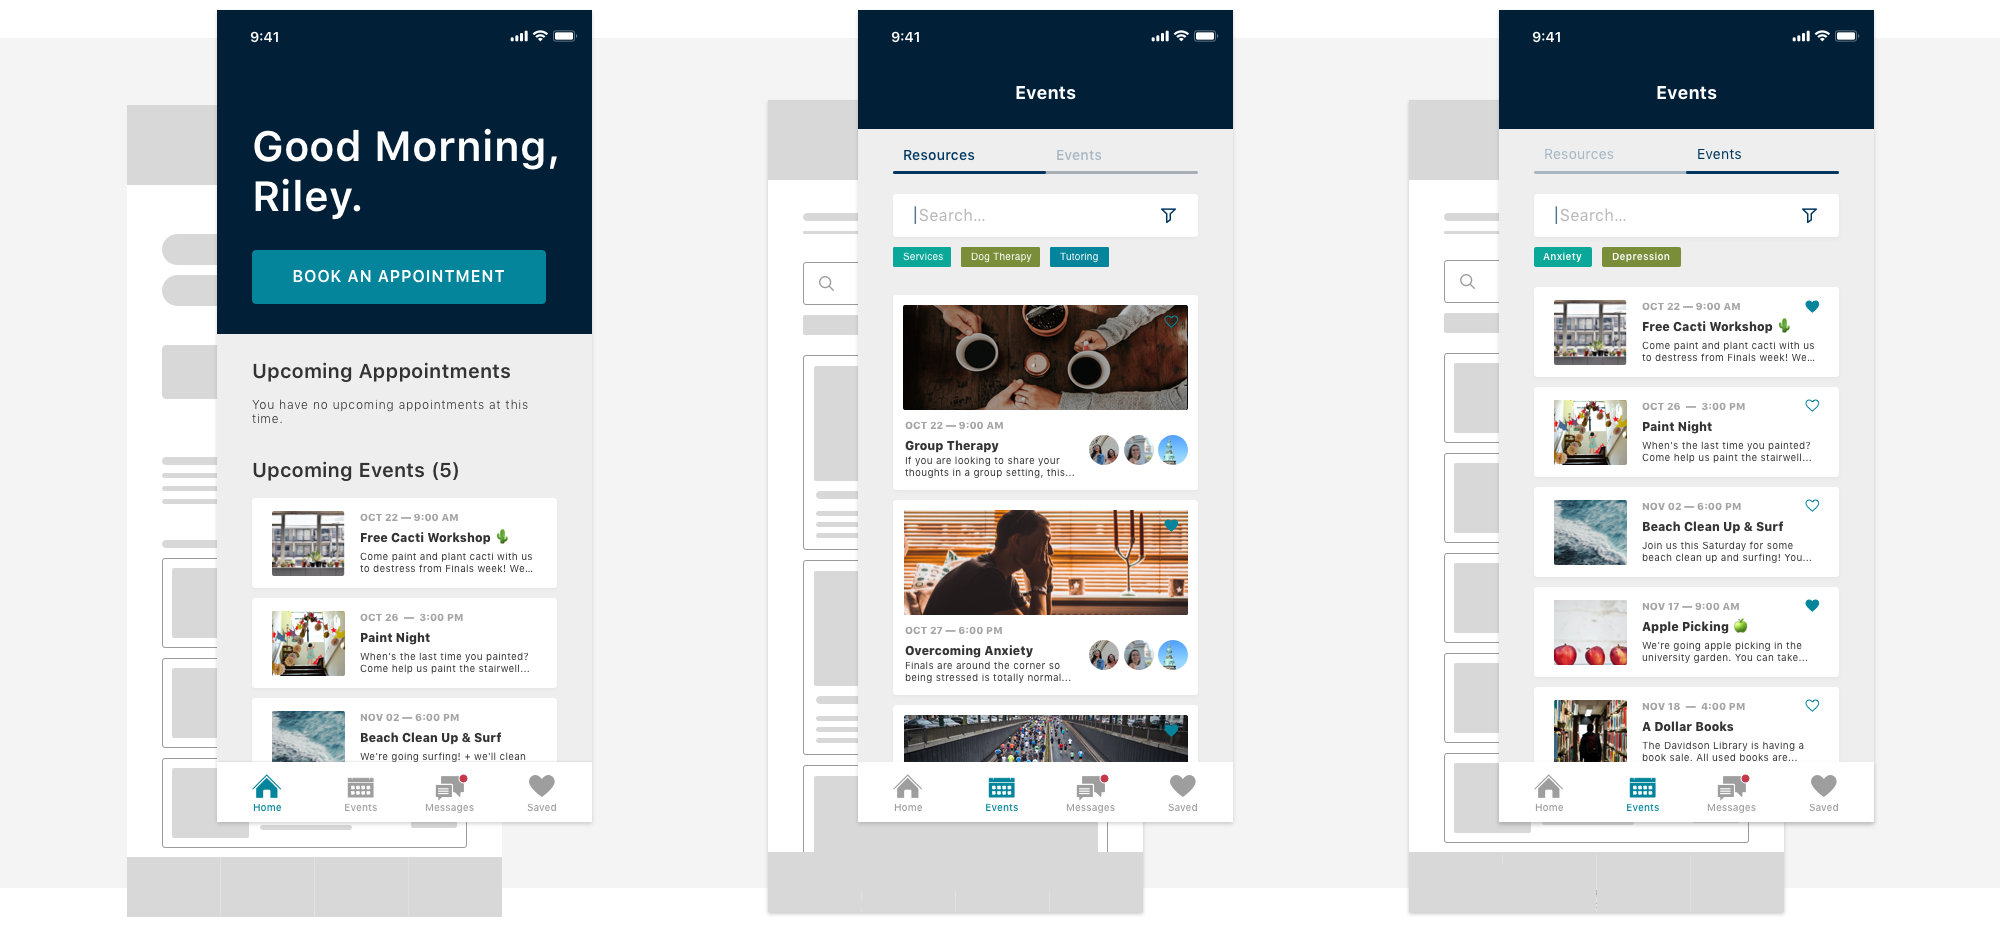 9:41
Good Morning,
Riley.
BOOK AN APPOINTMENT
Upcoming Apppointments
You have no upcoming appointments at this
time.
Upcoming Events (5)
OCT 22 — 9:00 AM
Free Cacti Workshop 🌵
Come paint and plant cacti with us
to destress from Finals week! We...
OCT 26 — 3:00 PM
Paint Night
When's the last time you painted?
Come help us paint the stairwell...
NOV 02 — 6:00 PM
Beach Clean Up & Surf
We're going surfing! + we'll clean
Home
Events
Messages
Saved
9:41
Events
Resources
Events
Search...
Services
Dog Therapy
Tutoring
OCT 22 — 9:00 AM
Group Therapy
If you are looking to share your
thoughts in a group setting, this...
OCT 27 — 6:00 PM
Overcoming Anxiety
Finals are around the corner so
being stressed is totally normal...
Home
Events
Messages
Saved
9:41
Events
Resources
Events
Search...
Anxiety
Depression
OCT 22 — 9:00 AM
Free Cacti Workshop 🌵
Come paint and plant cacti with us
to destress from Finals week! We...
OCT 26 — 3:00 PM
Paint Night
When's the last time you painted?
Come help us paint the stairwell...
NOV 02 — 6:00 PM
Beach Clean Up & Surf
Join us this Saturday for some
beach clean up and surfing! You...
NOV 17 — 9:00 AM
Apple Picking 🍏
We're going apple picking in the
university garden. You can take...
NOV 18 — 4:00 PM
A Dollar Books
The Davidson Library is having a
book sale. All used books are...
Home
Events
Messages
Saved